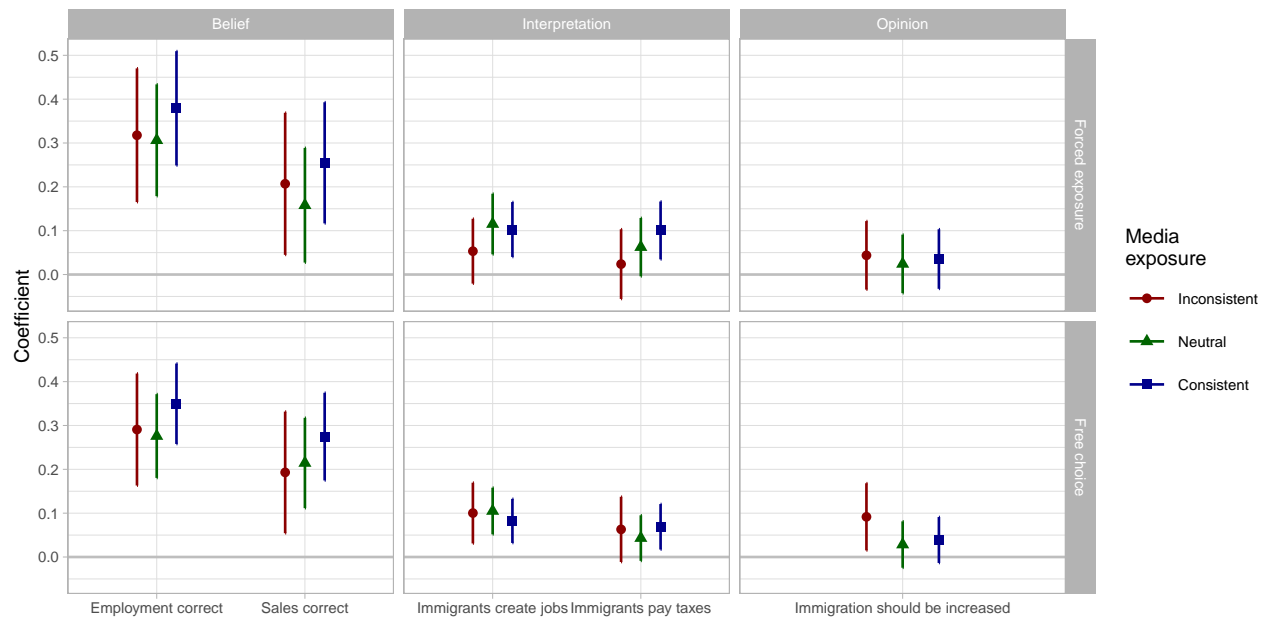 Belief
Interpretation
Opinion
0.5
0.4
0.3
0.2
0.1
0.0
Forced exposure
0.5
0.4
0.3
0.2
0.1
0.0
Free choice
Coefficient
Employment correct
Sales correct
Immigrants create jobs
Immigrants pay taxes
Immigration should be increased
Media
exposure
Inconsistent
Neutral
Consistent